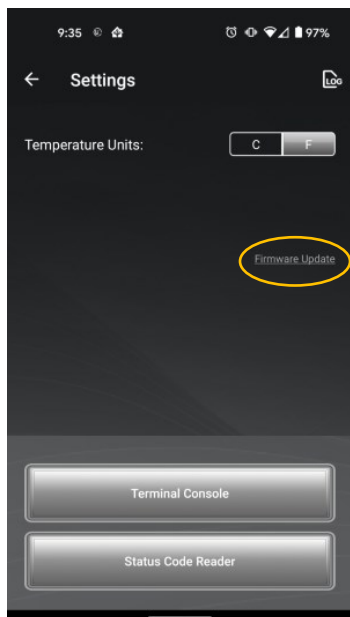 9:35 97%
Settings LOG
Temperature Units: C F
Firmware Update
Terminal Console
Status Code Reader